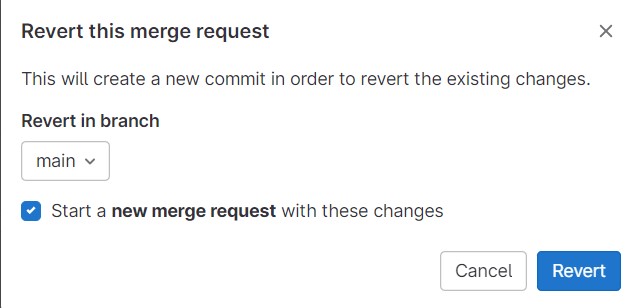 Revert this merge request
This will create a new commit in order to revert the existing changes.
Revert in branch
main
Start a new merge request with these changes
Cancel
Revert